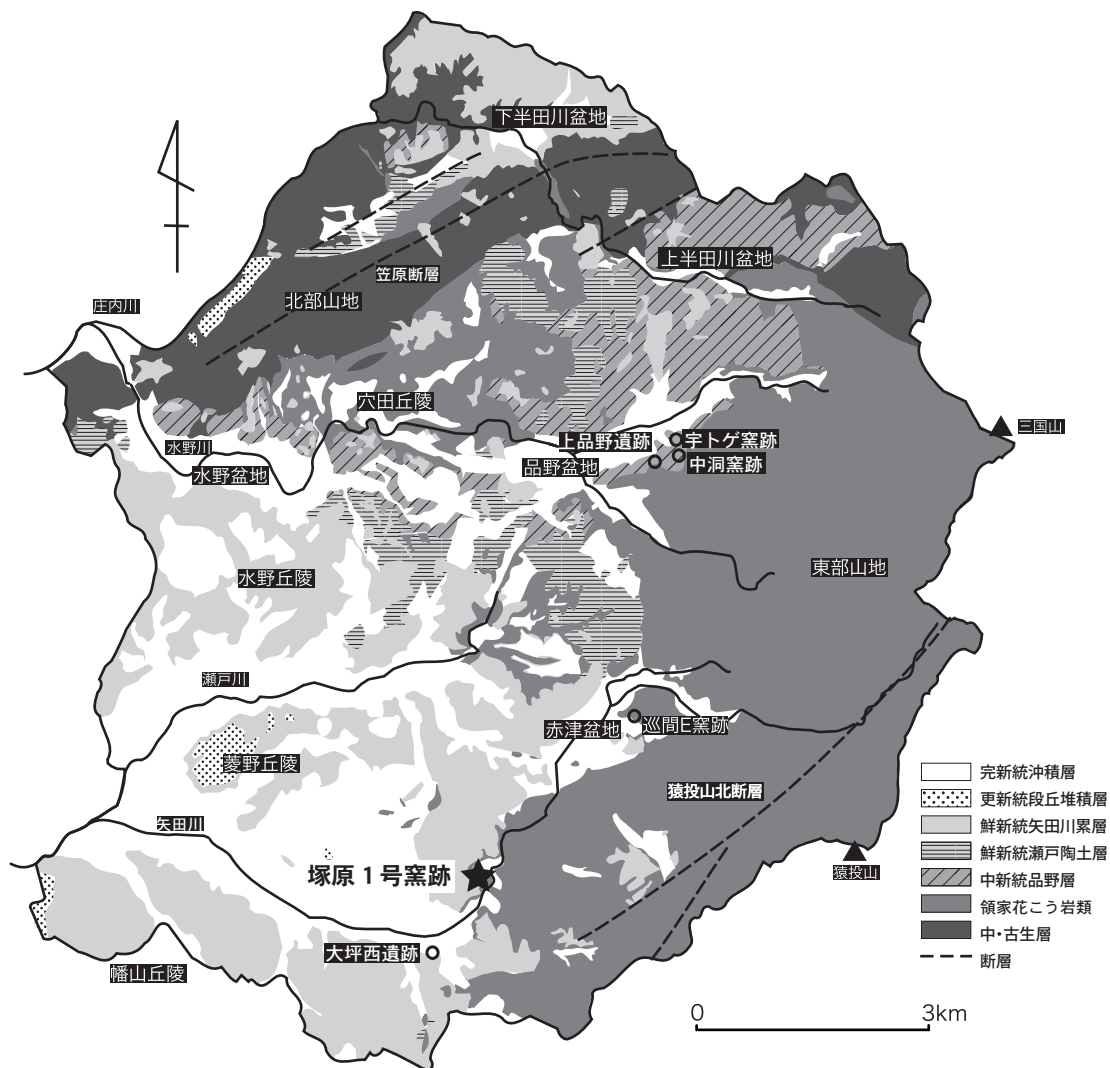 下半田川盆地
上半田川盆地
笠原断層
北部山地
庄内川
穴田丘陵
三国山
上品野遺跡
宇トゲ窯跡
水野川
品野盆地
中洞窯跡
水野盆地
東部山地
水野丘陵
瀬戸川
赤津盆地
巡間E窯跡
菱野丘陵
猿投山北断層
矢田川
塚原1号窯跡
猿投山
大坪西遺跡
幡山丘陵
完新統沖積層
更新統段丘堆積層
鮮新統矢田川累層
鮮新統瀬戸陶土層
中新統品野層
領家花こう岩類
中・古生層
断層
0
3km